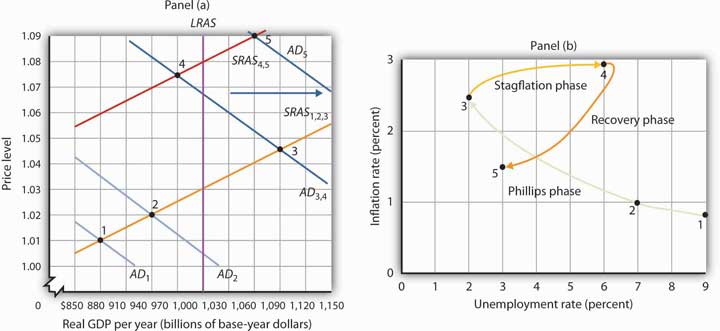 Panel (a)
LRAS
Price level
1.09
1.08
1.07
1.06
1.05
1.04
1.03
1.02
1.01
1.00
0
$850 880 910 940 970 1,000 1,030 1,060 1,090 1,120 1,150
Real GDP per year (billions of base-year dollars)
5
AD5
4
SRAS4,5
SRAS1,2,3
3
AD3,4
2
1
AD1
AD2
Panel (b)
Inflation rate (percent)
3
2
1
0
0 1 2 3 4 5 6 7 8 9
Unemployment rate (percent)
4
Stagflation phase
3
Recovery phase
5
Phillips phase
2
1